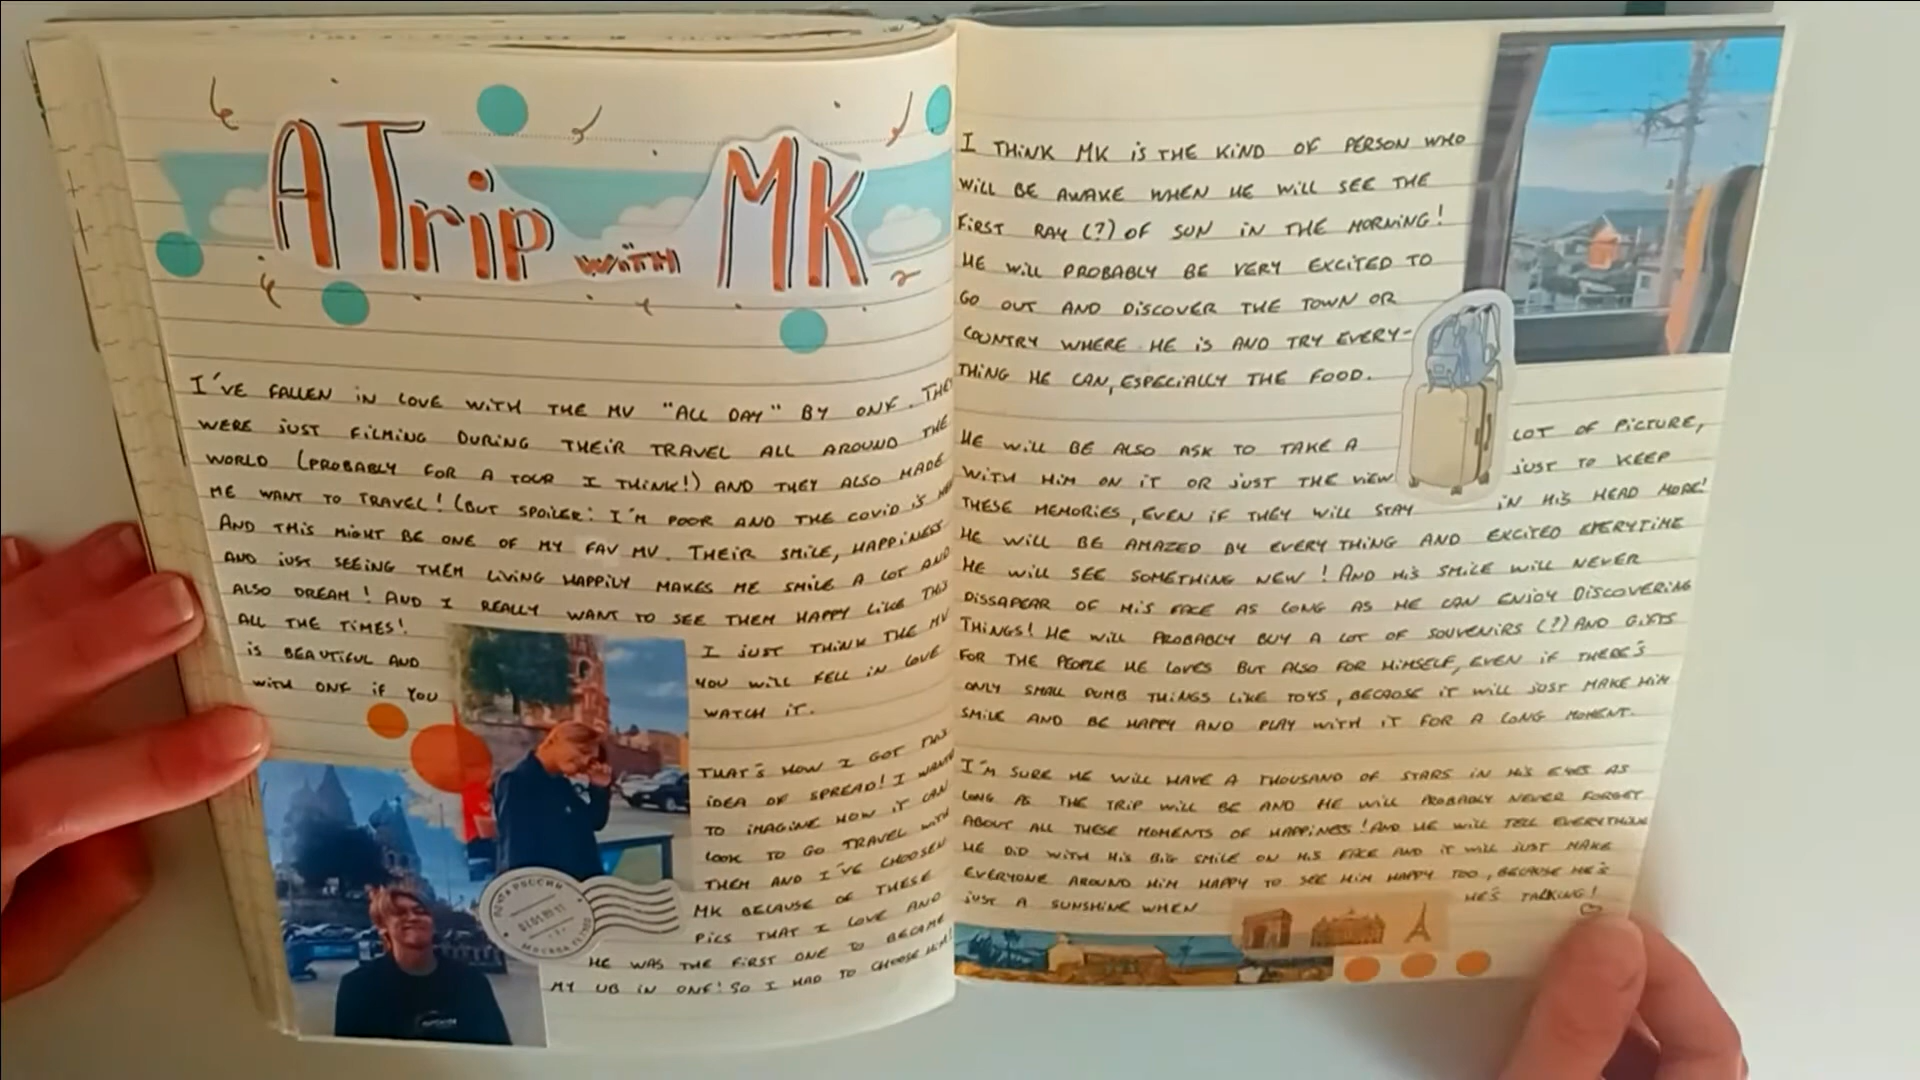 A Trip with MK
I'VE FALLEN IN LOVE WITH THE MV "ALL DAY" BY ONF. THEY
WERE JUST FILMING DURING THEIR TRAVEL ALL AROUND THE
WORLD (PROBABLY FOR A TOUR I THINK!) AND THEY ALSO MADE
ME WANT TO TRAVEL! (BUT SPOILER: I'M POOR AND THE COVID IS
AND THIS MIGHT BE ONE OF MY FAV MV. THEIR SMILE, HAPPINESS
AND JUST SEEING THEM LIVING HAPPILY MAKES ME SMILE A LOT AND
ALSO DREAM! AND I REALLY WANT TO SEE THEM HAPPY LIKE THIS
ALL THE TIMES! I JUST THINK THE MV
IS BEAUTIFUL AND YOU WILL FELL IN LOVE
WITH ONF IF YOU WATCH IT.
THAT'S HOW I GOT THIS
IDEA OF SPREAD! I WANT
TO IMAGINE HOW IT CAN
LOOK TO GO TRAVEL WITH
THEM AND I'VE CHOOSEN
MK BECAUSE OF THESE
PICS THAT I LOVE AND
HE WAS THE FIRST ONE TO BECAME
MY UB IN ONF! SO I HAD TO CHOOSE HIM!
ПОЧТА РОССИИ
МОСКВА
I THINK MK IS THE KIND OF PERSON WHO
WILL BE AWAKE WHEN HE WILL SEE THE
FIRST RAY (?) OF SUN IN THE MORNING!
HE WILL PROBABLY BE VERY EXCITED TO
GO OUT AND DISCOVER THE TOWN OR
COUNTRY WHERE HE IS AND TRY EVERY-
THING HE CAN, ESPECIALLY THE FOOD.
HE WILL BE ALSO ASK TO TAKE A LOT OF PICTURE,
WITH HIM ON IT OR JUST THE VIEW JUST TO KEEP
THESE MEMORIES, EVEN IF THEY WILL STAY IN HIS HEAD MORE!
HE WILL BE AMAZED BY EVERYTHING AND EXCITED EVERYTIME
HE WILL SEE SOMETHING NEW! AND HIS SMILE WILL NEVER
DISSAPEAR OF HIS FACE AS LONG AS HE CAN ENJOY DISCOVERING
THINGS! HE WILL PROBABLY BUY A LOT OF SOUVENIRS (?) AND GIFTS
FOR THE PEOPLE HE LOVES BUT ALSO FOR HIMSELF, EVEN IF THERE'S
ONLY SMALL DUMB THINGS LIKE TOYS, BECAUSE IT WILL JUST MAKE HIM
SMILE AND BE HAPPY AND PLAY WITH IT FOR A LONG MOMENT.
I'M SURE HE WILL HAVE A THOUSAND OF STARS IN HIS EYES AS
LONG AS THE TRIP WILL BE AND HE WILL PROBABLY NEVER FORGET
ABOUT ALL THESE MOMENTS OF HAPPINESS! AND HE WILL TELL EVERYTHING
HE DID WITH HIS BIG SMILE ON HIS FACE AND IT WILL JUST MAKE
EVERYONE AROUND HIM HAPPY TO SEE HIM HAPPY TOO, BECAUSE HE'S
JUST A SUNSHINE WHEN HE'S TALKING!